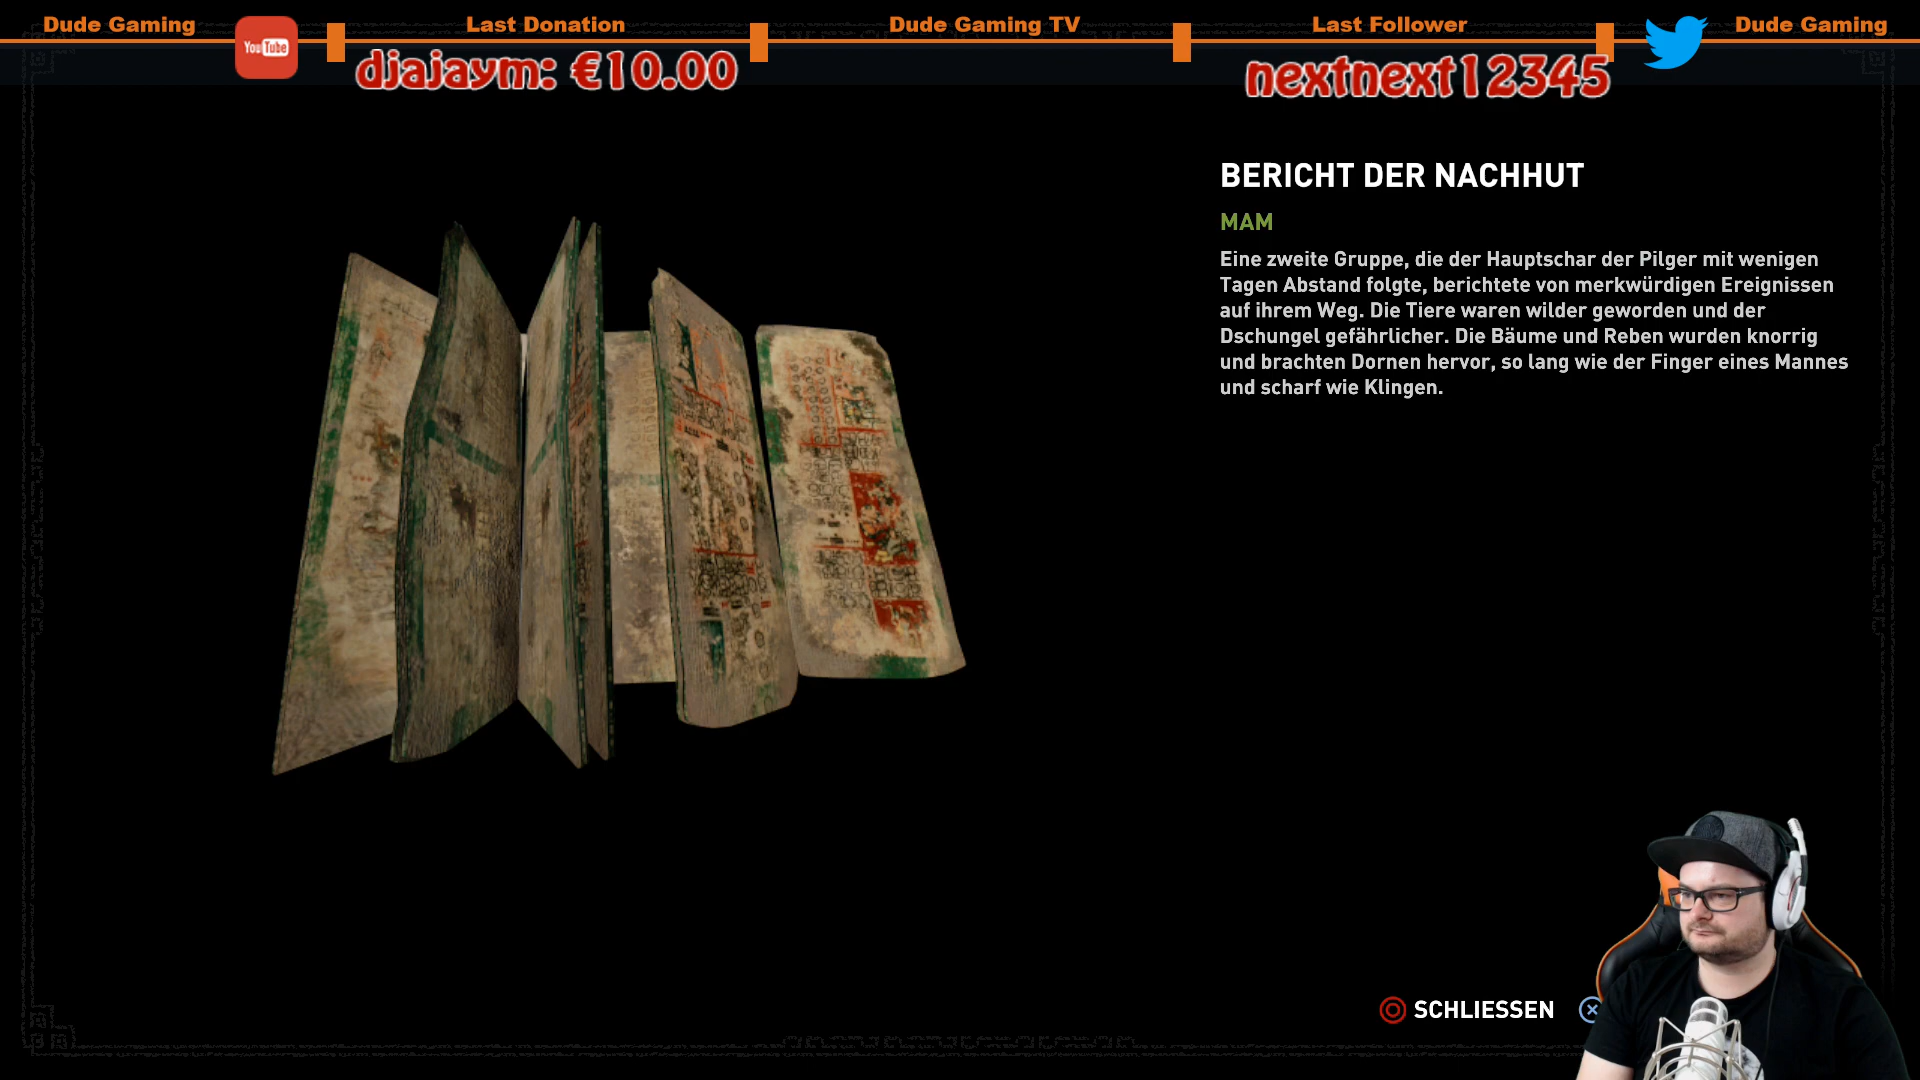 Dude Gaming
YouTube
Last Donation
djajaym: €10.00
Dude Gaming TV
Last Follower
nextnext12345
Dude Gaming
BERICHT DER NACHHUT
MAM
Eine zweite Gruppe, die der Hauptschar der Pilger mit wenigen
Tagen Abstand folgte, berichtete von merkwürdigen Ereignissen
auf ihrem Weg. Die Tiere waren wilder geworden und der
Dschungel gefährlicher. Die Bäume und Reben wurden knorrig
und brachten Dornen hervor, so lang wie der Finger eines Mannes
und scharf wie Klingen.
SCHLIESSEN